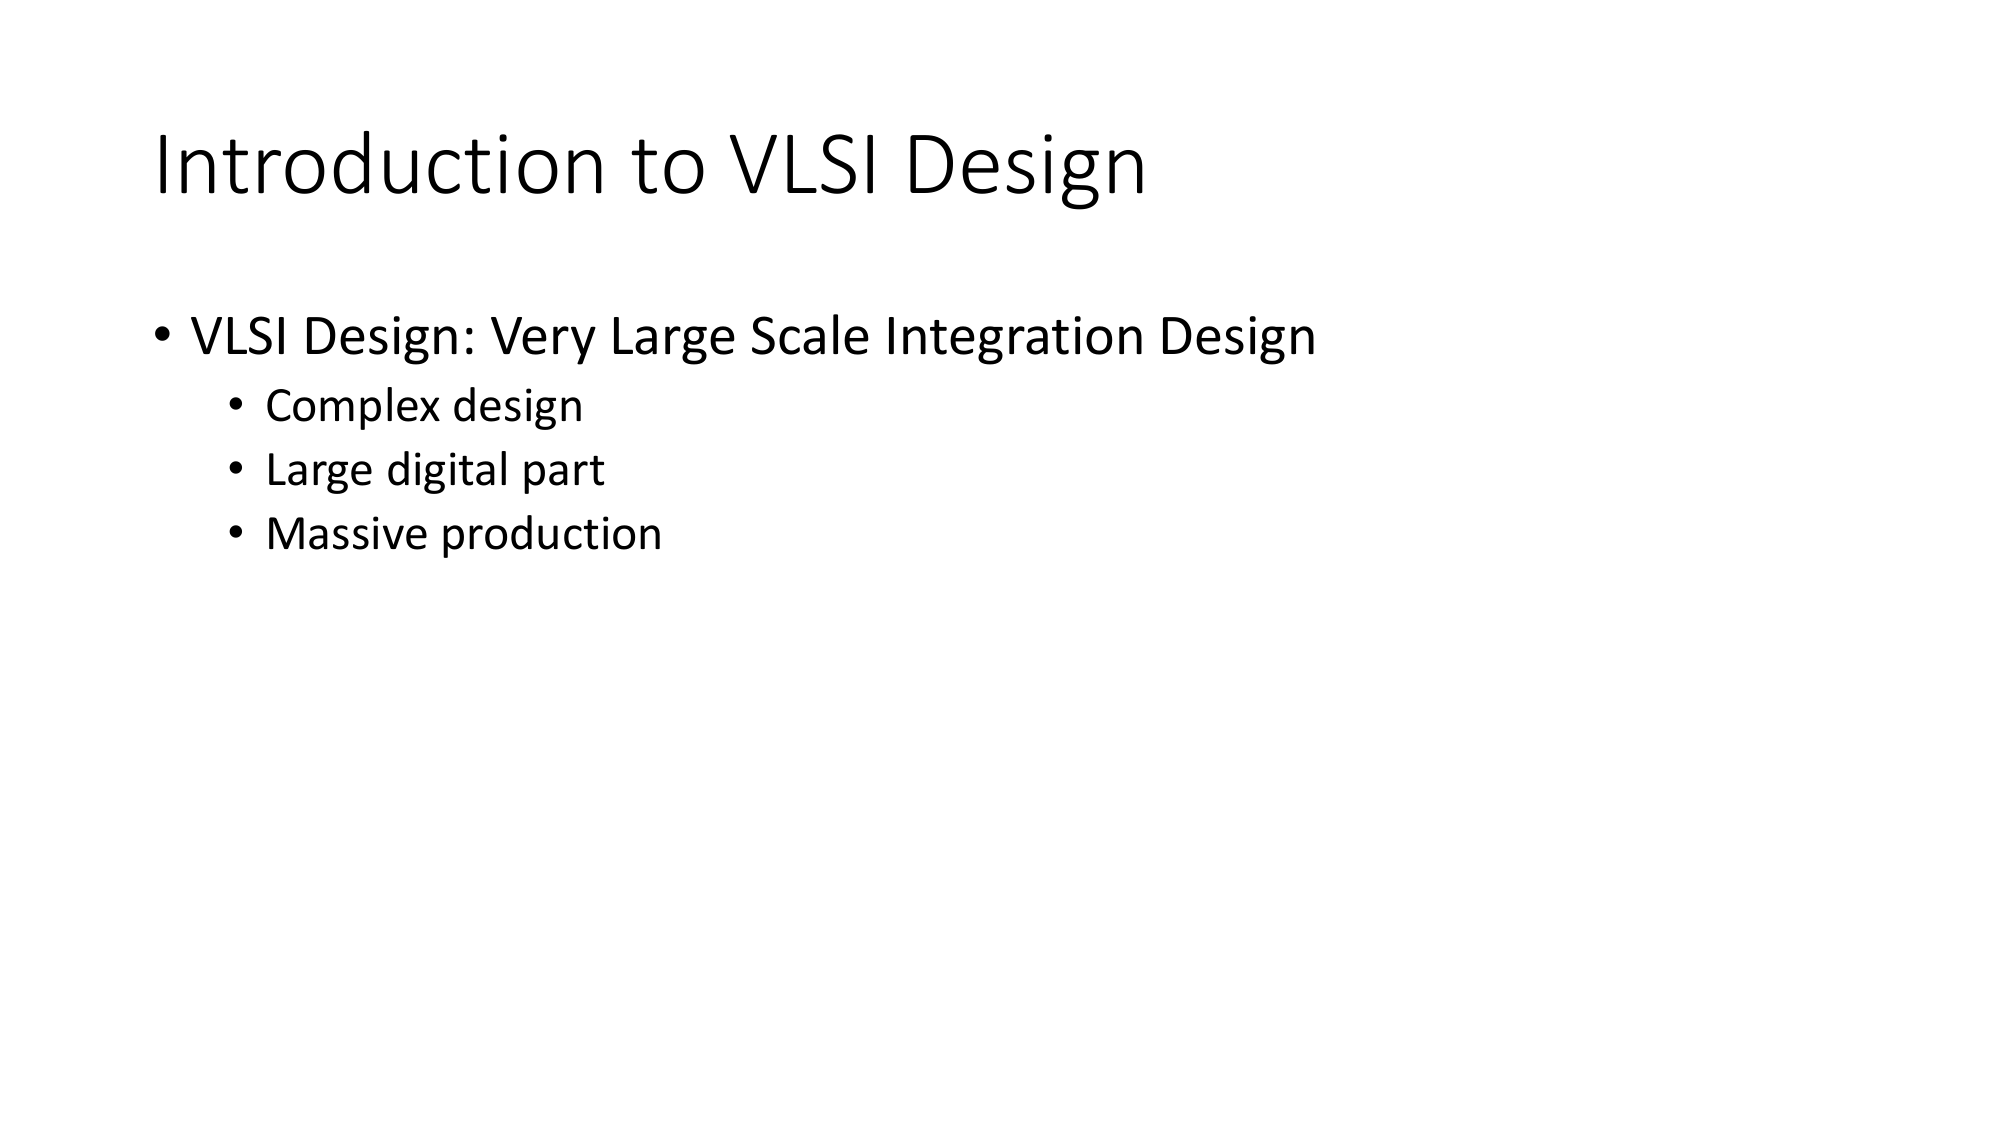 Introduction to VLSI Design
• VLSI Design: Very Large Scale Integration Design
• Complex design
• Large digital part
• Massive production